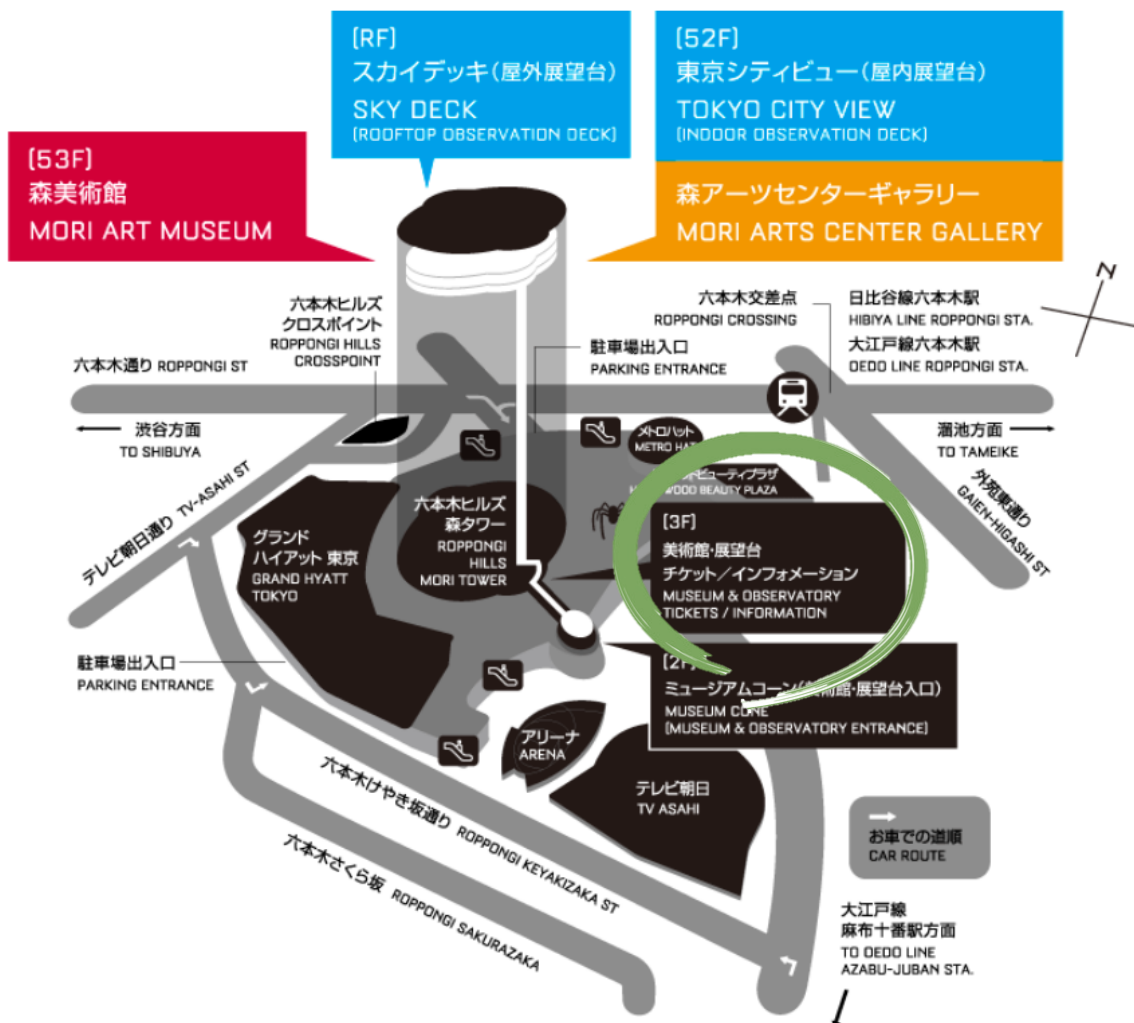 [RF]
スカイデッキ(屋外展望台)
SKY DECK
[ROOFTOP OBSERVATION DECK]
[52F]
東京シティビュー(屋内展望台)
TOKYO CITY VIEW
[INDOOR OBSERVATION DECK]
[53F]
森美術館
MORI ART MUSEUM
森アーツセンターギャラリー
MORI ARTS CENTER GALLERY
N
六本木ヒルズ
クロスポイント
ROPPONGI HILLS
CROSSPOINT
六本木交差点
ROPPONGI CROSSING
日比谷線六本木駅
HIBIYA LINE ROPPONGI STA.
大江戸線六本木駅
OEDO LINE ROPPONGI STA.
駐車場出入口
PARKING ENTRANCE
六本木通り ROPPONGI ST
渋谷方面
TO SHIBUYA
溜池方面
TO TAMEIKE
メトロハット
METRO HAT
ビューティプラザ
BEAUTY PLAZA
外苑東通り
GAIEN-HIGASHI ST
テレビ朝日通り TV-ASAHI ST
六本木ヒルズ
森タワー
ROPPONGI
HILLS
MORI TOWER
グランド
ハイアット 東京
GRAND HYATT
TOKYO
[3F]
美術館・展望台
チケット/インフォメーション
MUSEUM & OBSERVATORY
TICKETS / INFORMATION
駐車場出入口
PARKING ENTRANCE
[2F]
ミュージアムコーン(美術館・展望台入口)
MUSEUM CONE
[MUSEUM & OBSERVATORY ENTRANCE]
アリーナ
ARENA
テレビ朝日
TV ASAHI
六本木けやき坂通り ROPPONGI KEYAKIZAKA ST
六本木さくら坂 ROPPONGI SAKURAZAKA
お車での道順
CAR ROUTE
大江戸線
麻布十番駅方面
TO OEDO LINE
AZABU-JUBAN STA.